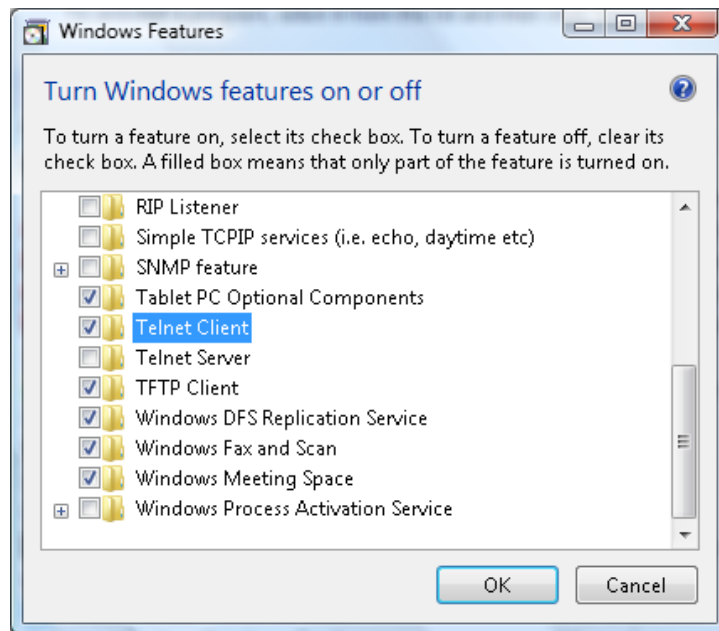 Windows Features
Turn Windows features on or off
To turn a feature on, select its check box. To turn a feature off, clear its
check box. A filled box means that only part of the feature is turned on.
RIP Listener
Simple TCPIP services (i.e. echo, daytime etc)
SNMP feature
Tablet PC Optional Components
Telnet Client
Telnet Server
TFTP Client
Windows DFS Replication Service
Windows Fax and Scan
Windows Meeting Space
Windows Process Activation Service
OK
Cancel